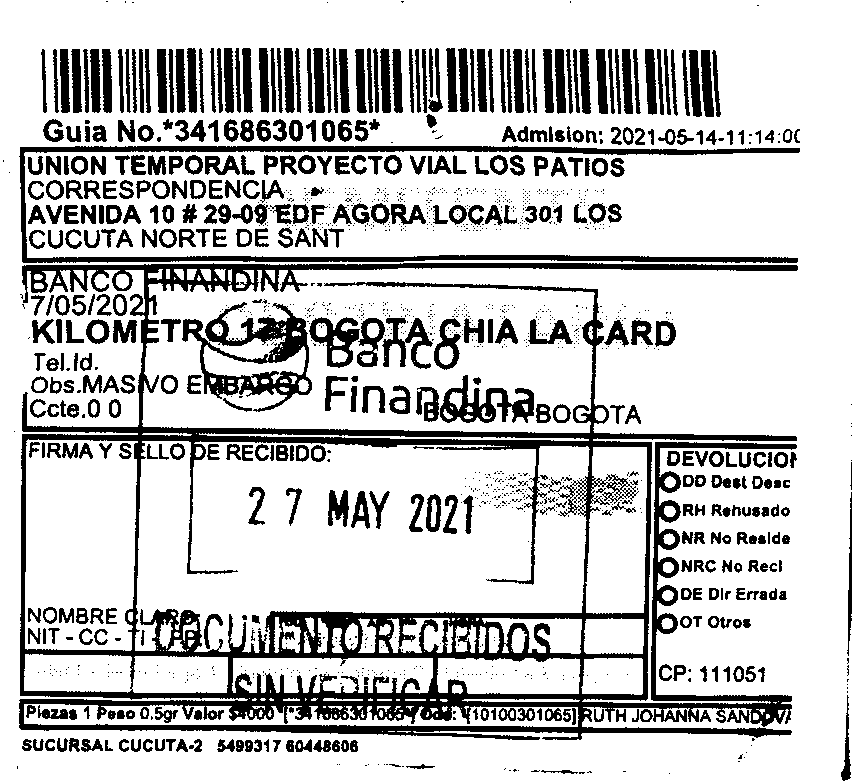 Guia No.*341686301065*
Admision: 2021-05-14-11:14:00
UNION TEMPORAL PROYECTO VIAL LOS PATIOS
CORRESPONDENCIA
AVENIDA 10 # 29-09 EDF AGORA LOCAL 301 LOS
CUCUTA NORTE DE SANT
BANCO FINANDINA
7/05/2021
KILOMETRO 17 BOGOTA CHIA LA CARD
Tel.Id.
Obs.MASIVO EMBARGO
Ccte.0 0
BOGOTA-BOGOTA
Banco
Finandina
FIRMA Y SELLO DE RECIBIDO:
27 MAY 2021
NOMBRE CLARO
NIT - CC - TI -
DOCUMENTO RECIBIDOS
SIN VERIFICAR
DEVOLUCION
DD Dest Desc
RH Rehusado
NR No Reside
NRC No Reci
DE Dir Errada
OT Otros
CP: 111051
Piezas 1 Peso 0.5gr Valor $4000 [*341686301065*] [10100301065] RUTH JOHANNA SANDOVA
SUCURSAL CUCUTA-2 5499317 60448606